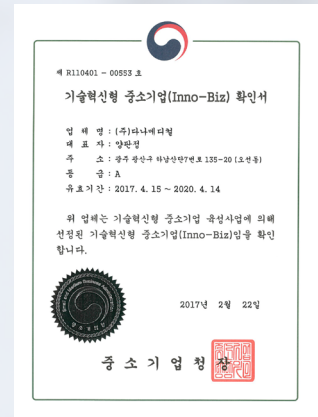 제 R110401 - 00553 호
기술혁신형 중소기업(Inno-Biz) 확인서
업 체 명 : (주)다나메디컬
대 표 자 : 양판정
주 소 : 광주 광산구 하남산단7번로 135-20 (오선동)
등 급 : A
유효기간 : 2017. 4. 15 ~ 2020. 4. 14
위 업체는 기술혁신형 중소기업 육성사업에 의해
선정된 기술혁신형 중소기업(Inno-Biz)임을 확인
합니다.
2017년 2월 22일
중소기업청장